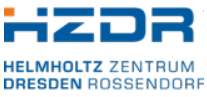 HZDR
HELMHOLTZ ZENTRUM
DRESDEN ROSSENDORF